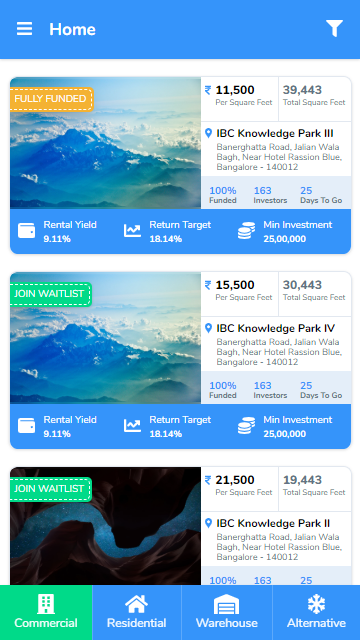 Home
FULLY FUNDED
₹ 11,500
Per Square Feet
39,443
Total Square Feet
IBC Knowledge Park III
Banerghatta Road, Jalian Wala
Bagh, Near Hotel Rassion Blue,
Bangalore - 140012
100%
Funded
163
Investors
25
Days To Go
Rental Yield
9.11%
Return Target
18.14%
Min Investment
25,00,000
JOIN WAITLIST
₹ 15,500
Per Square Feet
30,443
Total Square Feet
IBC Knowledge Park IV
Banerghatta Road, Jalian Wala
Bagh, Near Hotel Rassion Blue,
Bangalore - 140012
100%
Funded
163
Investors
25
Days To Go
Rental Yield
9.11%
Return Target
18.14%
Min Investment
25,00,000
JOIN WAITLIST
₹ 21,500
Per Square Feet
19,443
Total Square Feet
IBC Knowledge Park II
Banerghatta Road, Jalian Wala
Bagh, Near Hotel Rassion Blue,
Bangalore - 140012
100%
163
25
Commercial
Residential
Warehouse
Alternative